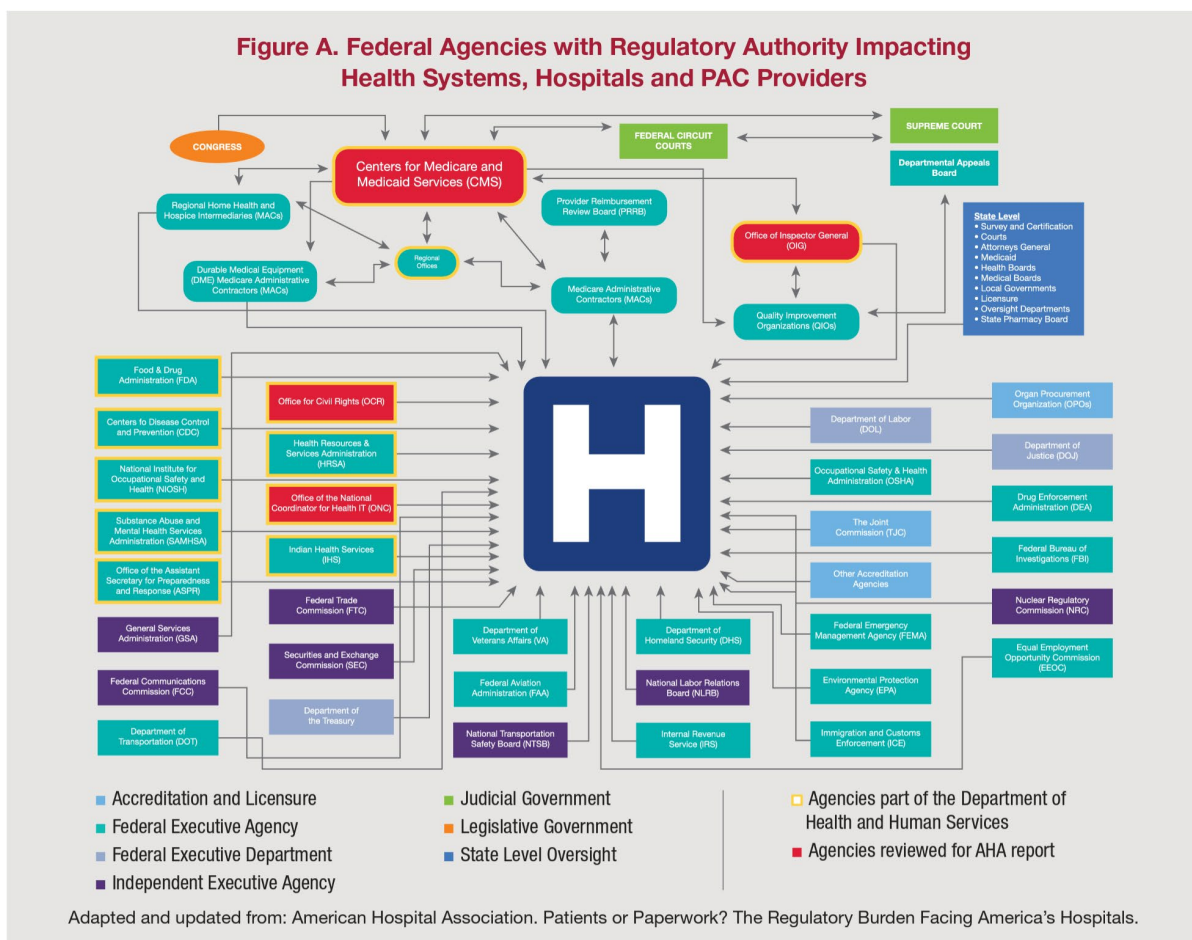 Figure A. Federal Agencies with Regulatory Authority Impacting
Health Systems, Hospitals and PAC Providers
CONGRESS
Centers for Medicare and
Medicaid Services (CMS)
FEDERAL CIRCUIT
COURTS
SUPREME COURT
Departmental Appeals
Board
Regional Home Health and
Hospice Intermediaries (MACs)
Provider Reimbursement
Review Board (PRRB)
Office of Inspector General
(OIG)
State Level
• Survey and Certification
• Courts
• Attorneys General
• Medicaid
• Health Boards
• Medical Boards
• Local Governments
• Licensure
• Oversight Departments
• State Pharmacy Board
Regional
Offices
Durable Medical Equipment
(DME) Medicare Administrative
Contractors (MACs)
Medicare Administrative
Contractors (MACs)
Quality Improvement
Organizations (QIOs)
Food & Drug
Administration (FDA)
Centers fo Disease Control
and Prevention (CDC)
National Institute for
Occupational Safety and
Health (NIOSH)
Substance Abuse and
Mental Health Services
Administration (SAMHSA)
Office of the Assistant
Secretary for Preparedness
and Response (ASPR)
General Services
Administration (GSA)
Federal Communications
Commission (FCC)
Department of
Transportation (DOT)
Office for Civil Rights (OCR)
Health Resources &
Services Administration
(HRSA)
Office of the National
Coordinator for Health IT (ONC)
Indian Health Services
(IHS)
Federal Trade
Commission (FTC)
Securities and Exchange
Commission (SEC)
Department of
the Treasury
H
Department of
Veterans Affairs (VA)
Federal Aviation
Administration (FAA)
National Transportation
Safety Board (NTSB)
Department of
Homeland Security (DHS)
National Labor Relations
Board (NLRB)
Internal Revenue
Service (IRS)
Department of Labor
(DOL)
Occupational Safety & Health
Administration (OSHA)
The Joint
Commission (TJC)
Other Accreditation
Agencies
Federal Emergency
Management Agency (FEMA)
Environmental Protection
Agency (EPA)
Immigration and Customs
Enforcement (ICE)
Organ Procurement
Organization (OPOs)
Department of
Justice (DOJ)
Drug Enforcement
Administration (DEA)
Federal Bureau of
Investigations (FBI)
Nuclear Regulatory
Commission (NRC)
Equal Employment
Opportunity Commission
(EEOC)
Accreditation and Licensure
Federal Executive Agency
Federal Executive Department
Independent Executive Agency
Judicial Government
Legislative Government
State Level Oversight
Agencies part of the Department of
Health and Human Services
Agencies reviewed for AHA report
Adapted and updated from: American Hospital Association. Patients or Paperwork? The Regulatory Burden Facing America's Hospitals.